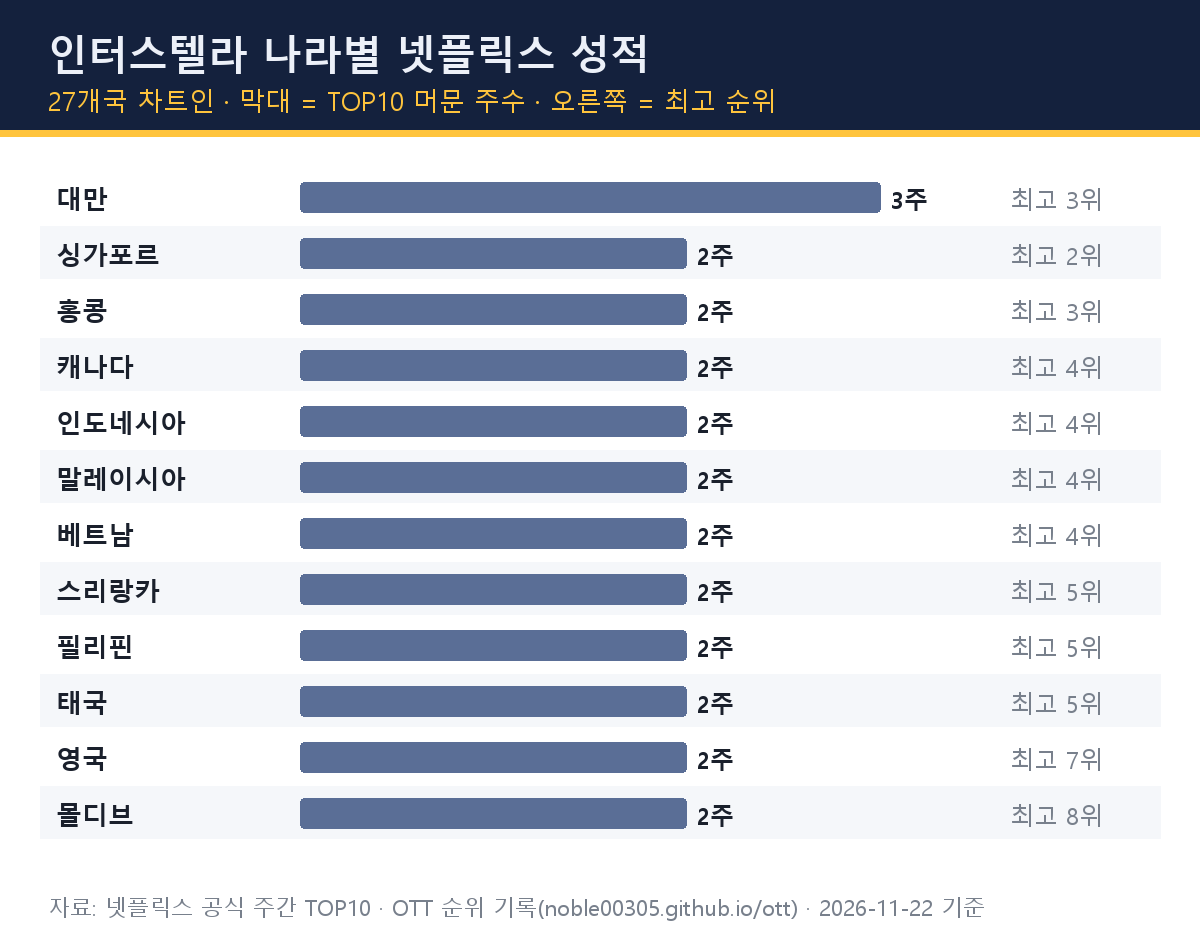 인터스텔라 나라별 넷플릭스 성적
27개국 차트인 · 막대 = TOP10 머문 주수 · 오른쪽 = 최고 순위
대만 3주 최고 3위
싱가포르 2주 최고 2위
홍콩 2주 최고 3위
캐나다 2주 최고 4위
인도네시아 2주 최고 4위
말레이시아 2주 최고 4위
베트남 2주 최고 4위
스리랑카 2주 최고 5위
필리핀 2주 최고 5위
태국 2주 최고 5위
영국 2주 최고 7위
몰디브 2주 최고 8위
자료: 넷플릭스 공식 주간 TOP10 · OTT 순위 기록(noble00305.github.io/ott) · 2026-11-22 기준